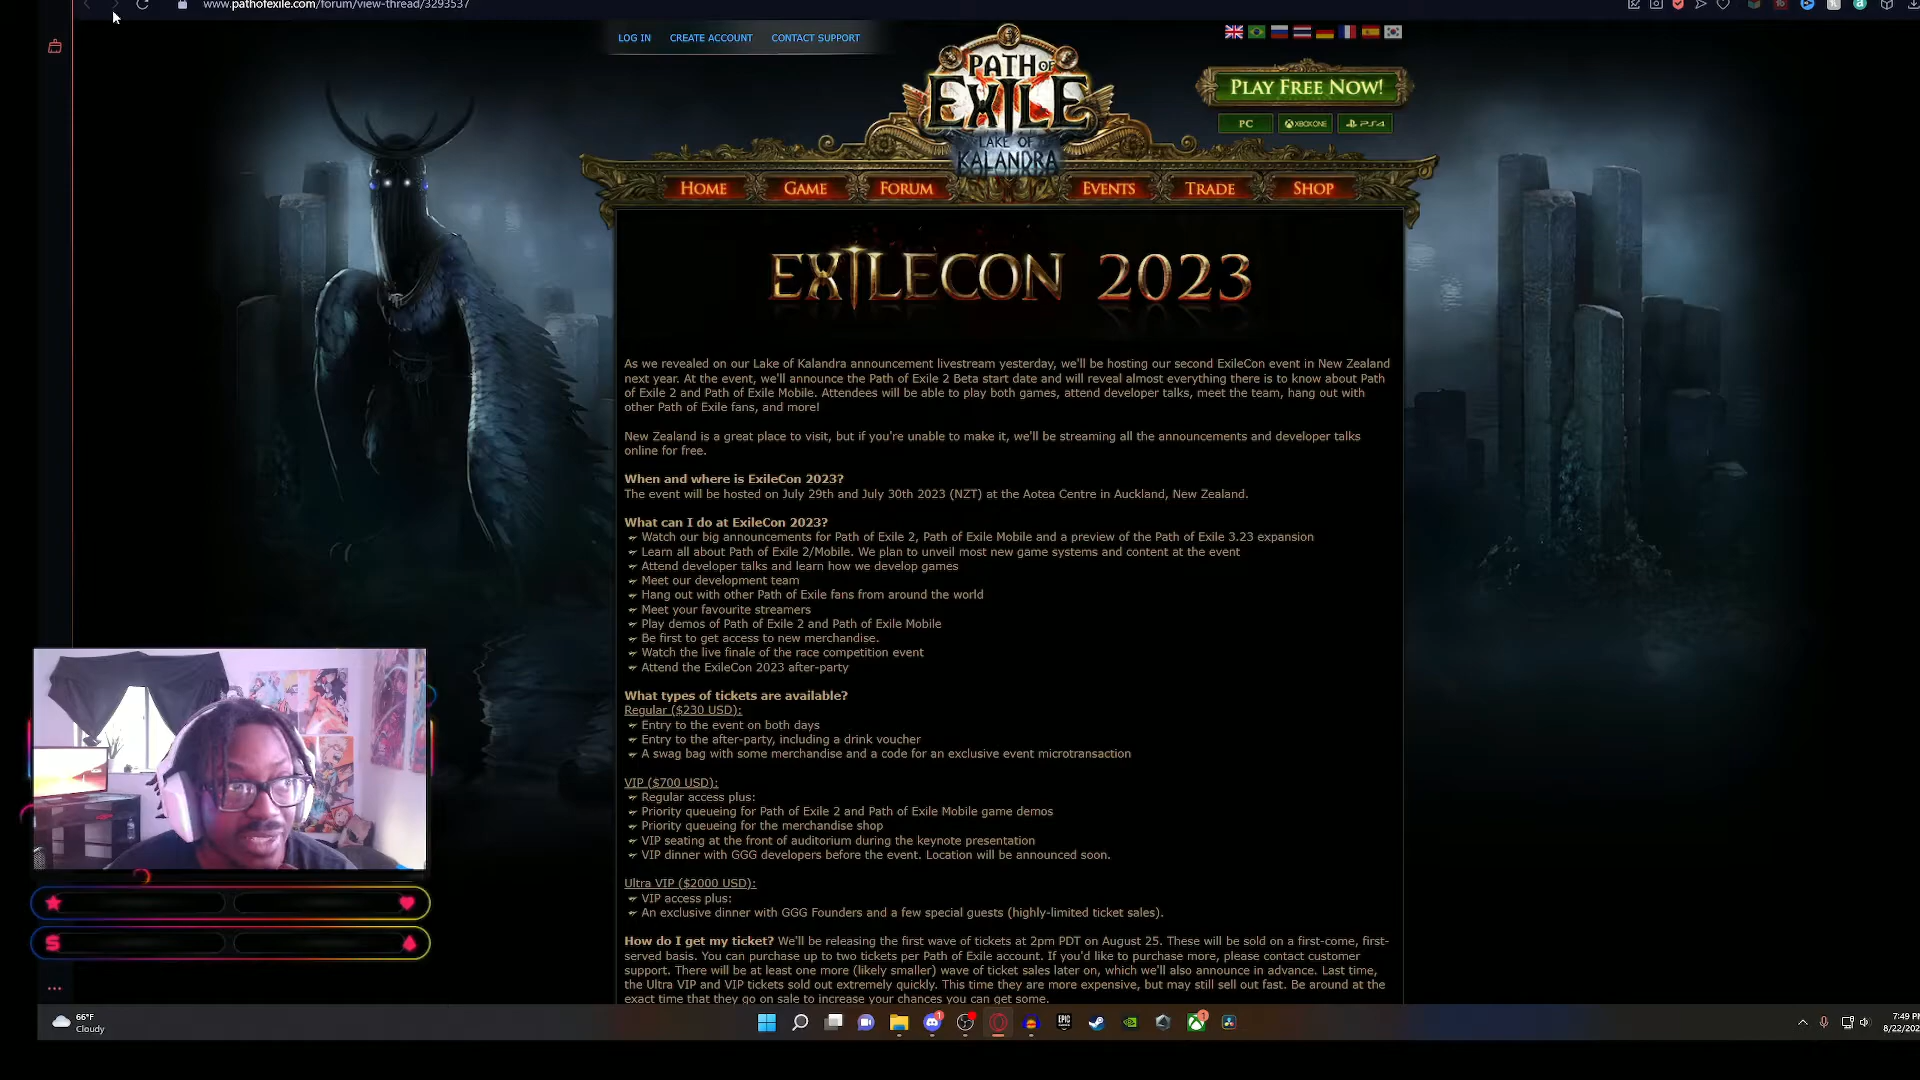 www.pathofexile.com/forum/view-thread/3293537
LOG IN CREATE ACCOUNT CONTACT SUPPORT
PATH OF
EXILE
LAKE OF
KALANDRA
PLAY FREE NOW!
PC XBOX ONE PS4
HOME GAME FORUM EVENTS TRADE SHOP
EXILECON 2023
As we revealed on our Lake of Kalandra announcement livestream yesterday, we'll be hosting our second ExileCon event in New Zealand
next year. At the event, we'll announce the Path of Exile 2 Beta start date and will reveal almost everything there is to know about Path
of Exile 2 and Path of Exile Mobile. Attendees will be able to play both games, attend developer talks, meet the team, hang out with
other Path of Exile fans, and more!
New Zealand is a great place to visit, but if you're unable to make it, we'll be streaming all the announcements and developer talks
online for free.
When and where is ExileCon 2023?
The event will be hosted on July 29th and July 30th 2023 (NZT) at the Aotea Centre in Auckland, New Zealand.
What can I do at ExileCon 2023?
Watch our big announcements for Path of Exile 2, Path of Exile Mobile and a preview of the Path of Exile 3.23 expansion
Learn all about Path of Exile 2/Mobile. We plan to unveil most new game systems and content at the event
Attend developer talks and learn how we develop games
Meet our development team
Hang out with other Path of Exile fans from around the world
Meet your favourite streamers
Play demos of Path of Exile 2 and Path of Exile Mobile
Be first to get access to new merchandise.
Watch the live finale of the race competition event
Attend the ExileCon 2023 after-party
What types of tickets are available?
Regular ($230 USD):
Entry to the event on both days
Entry to the after-party, including a drink voucher
A swag bag with some merchandise and a code for an exclusive event microtransaction
VIP ($700 USD):
Regular access plus:
Priority queueing for Path of Exile 2 and Path of Exile Mobile game demos
Priority queueing for the merchandise shop
VIP seating at the front of auditorium during the keynote presentation
VIP dinner with GGG developers before the event. Location will be announced soon.
Ultra VIP ($2000 USD):
VIP access plus:
An exclusive dinner with GGG Founders and a few special guests (highly-limited ticket sales).
How do I get my ticket? We'll be releasing the first wave of tickets at 2pm PDT on August 25. These will be sold on a first-come, first-
served basis. You can purchase up to two tickets per Path of Exile account. If you'd like to purchase more, please contact customer
support. There will be at least one more (likely smaller) wave of ticket sales later on, which we'll also announce in advance. Last time,
the Ultra VIP and VIP tickets sold out extremely quickly. This time they are more expensive, but may still sell out fast. Be around at the
exact time that they go on sale to increase your chances you can get some.
66°F
Cloudy
EPIC
7:49 P
8/22/20